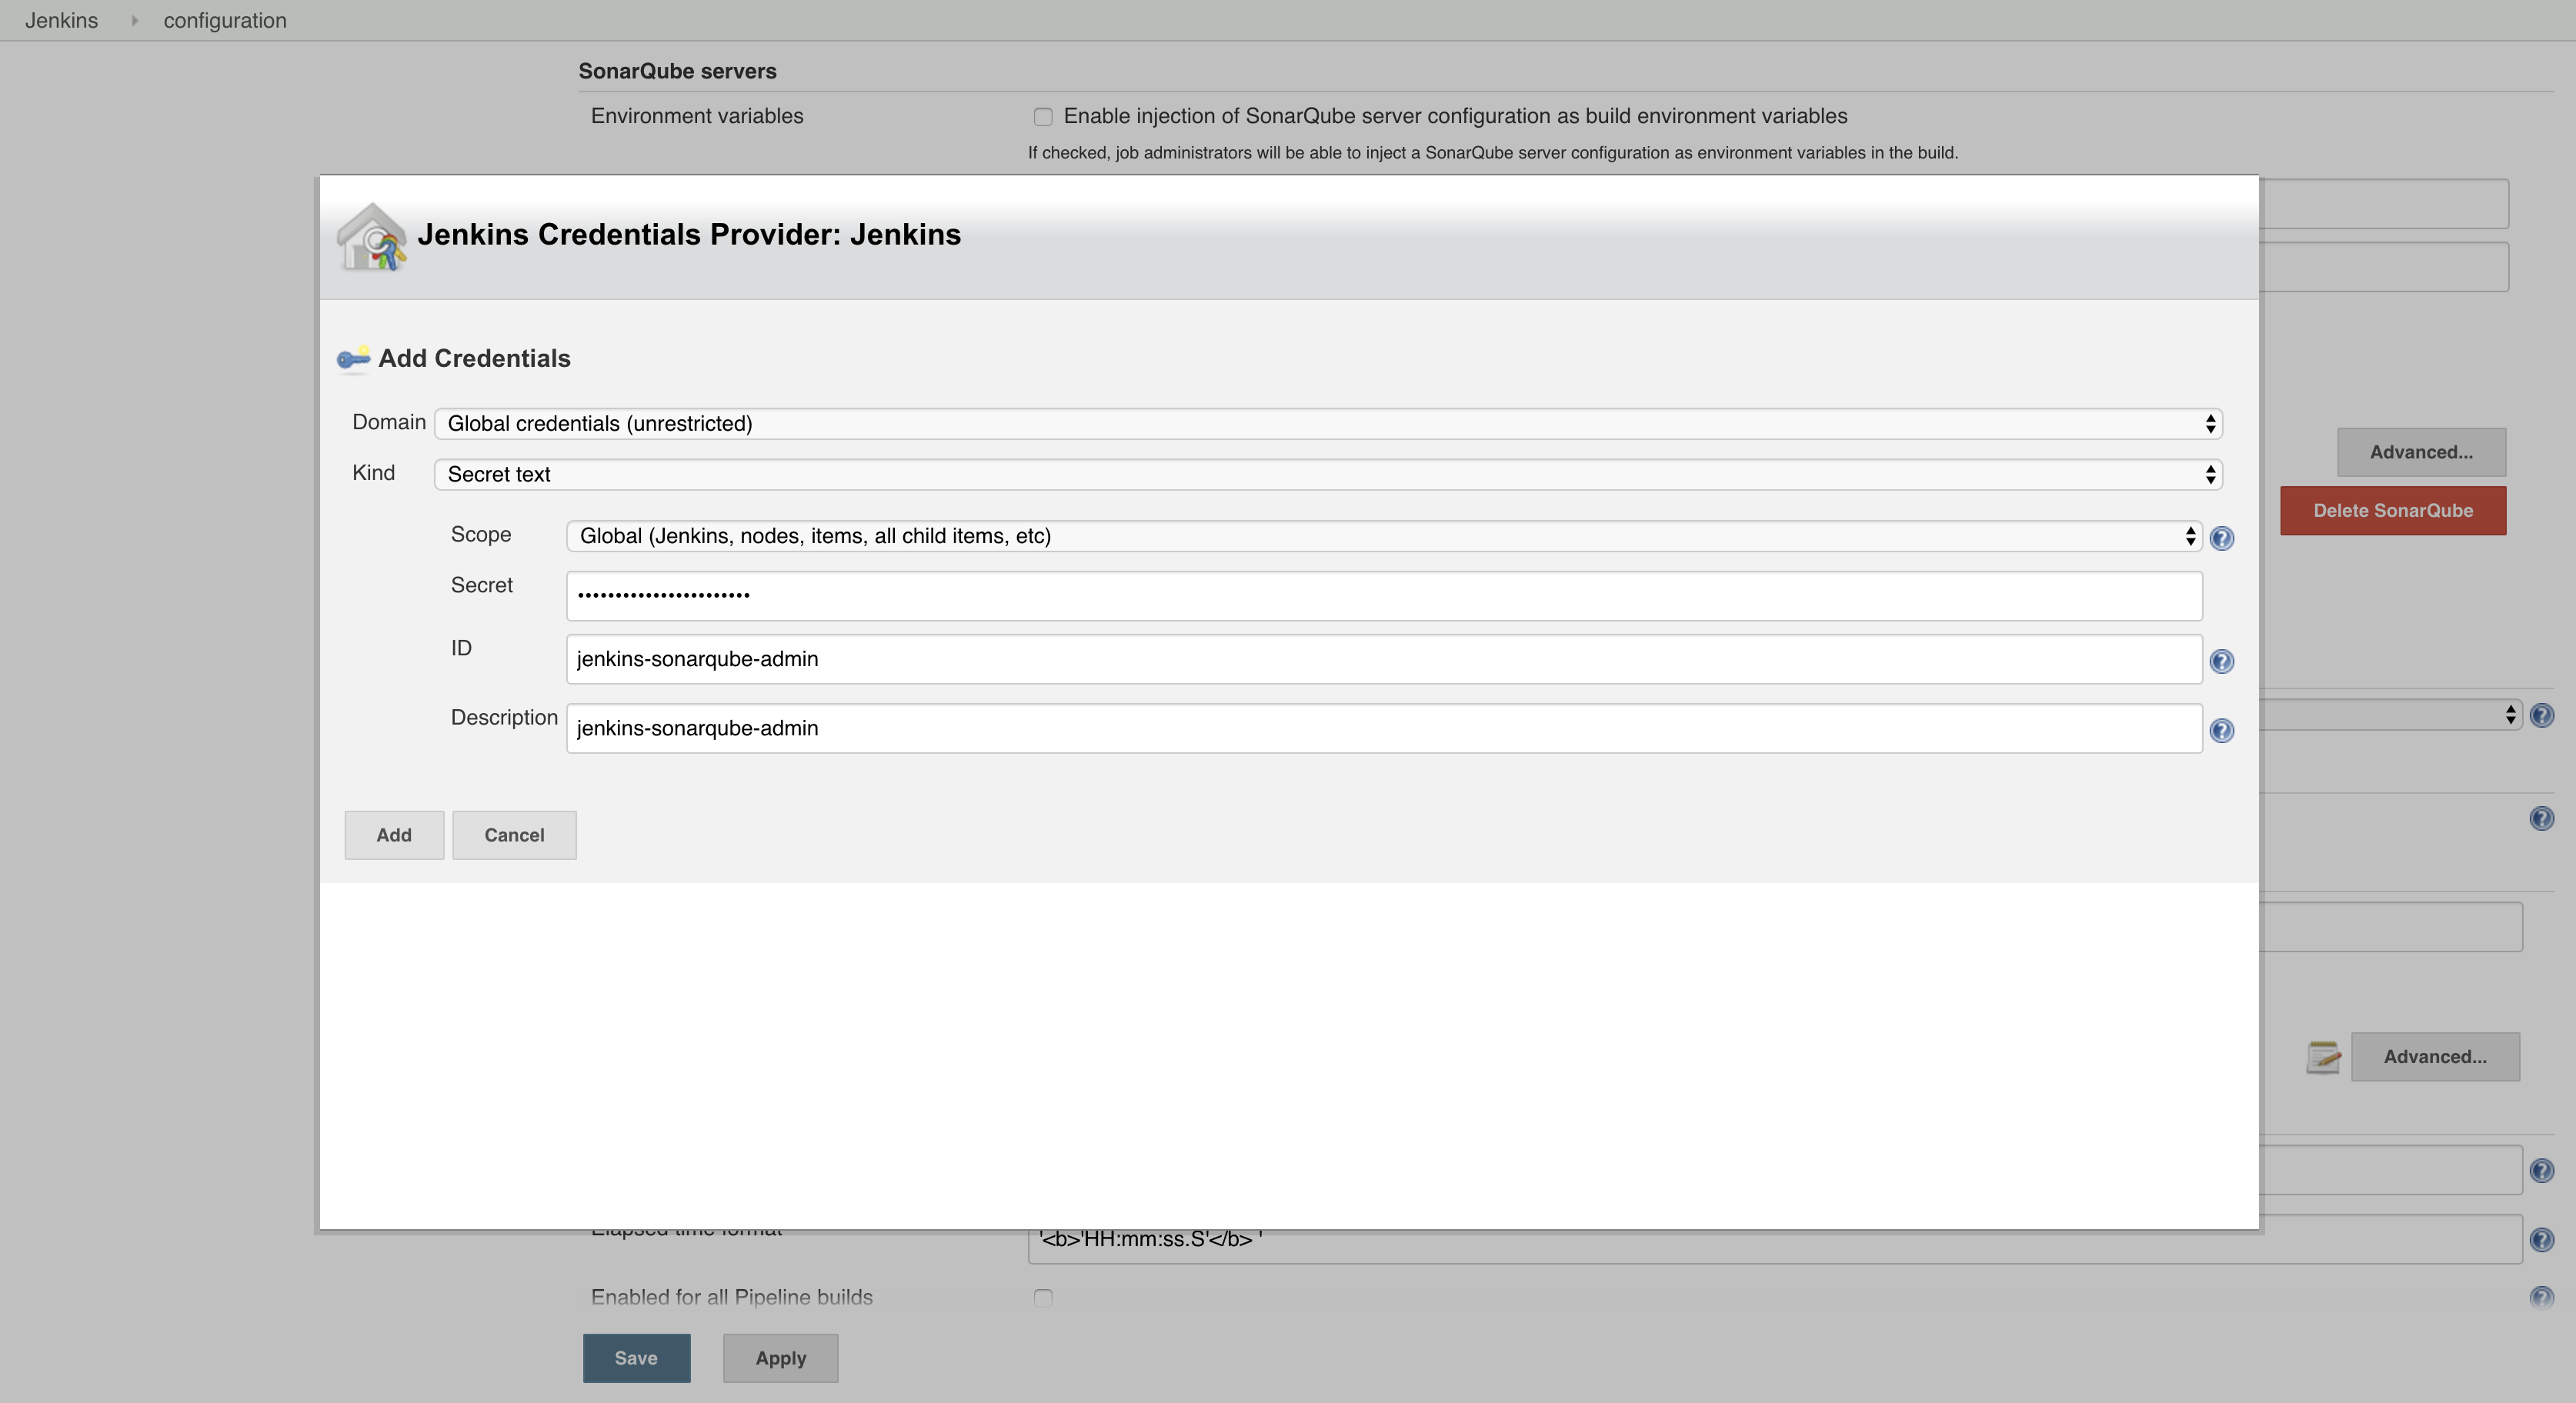 Jenkins configuration
SonarQube servers
Environment variables
Enable injection of SonarQube server configuration as build environment variables
If checked, job administrators will be able to inject a SonarQube server configuration as environment variables in the build.
Jenkins Credentials Provider: Jenkins
Add Credentials
Domain Global credentials (unrestricted)
Kind Secret text
Scope Global (Jenkins, nodes, items, all child items, etc)
Secret •••••••••••••••••••••••
ID jenkins-sonarqube-admin
Description jenkins-sonarqube-admin
Add Cancel
Advanced...
Delete SonarQube
Advanced...
Elapsed time format '<b>'HH:mm:ss.S'</b> '
Enabled for all Pipeline builds
Save Apply